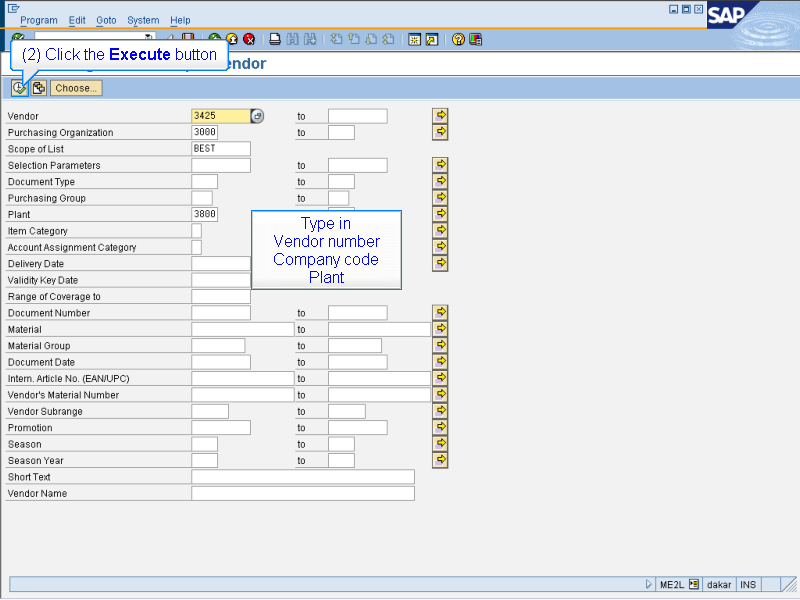 Program Edit Goto System Help
SAP
(2) Click the Execute button
endor
Choose...
Vendor 3425 to
Purchasing Organization 3000 to
Scope of List BEST
Selection Parameters to
Document Type to
Purchasing Group to
Plant 3800
Item Category
Account Assignment Category
Delivery Date
Validity Key Date
Range of Coverage to
Type in
Vendor number
Company code
Plant
Document Number to
Material to
Material Group to
Document Date to
Intern. Article No. (EAN/UPC) to
Vendor's Material Number to
Vendor Subrange to
Promotion to
Season to
Season Year to
Short Text
Vendor Name
ME2L dakar INS